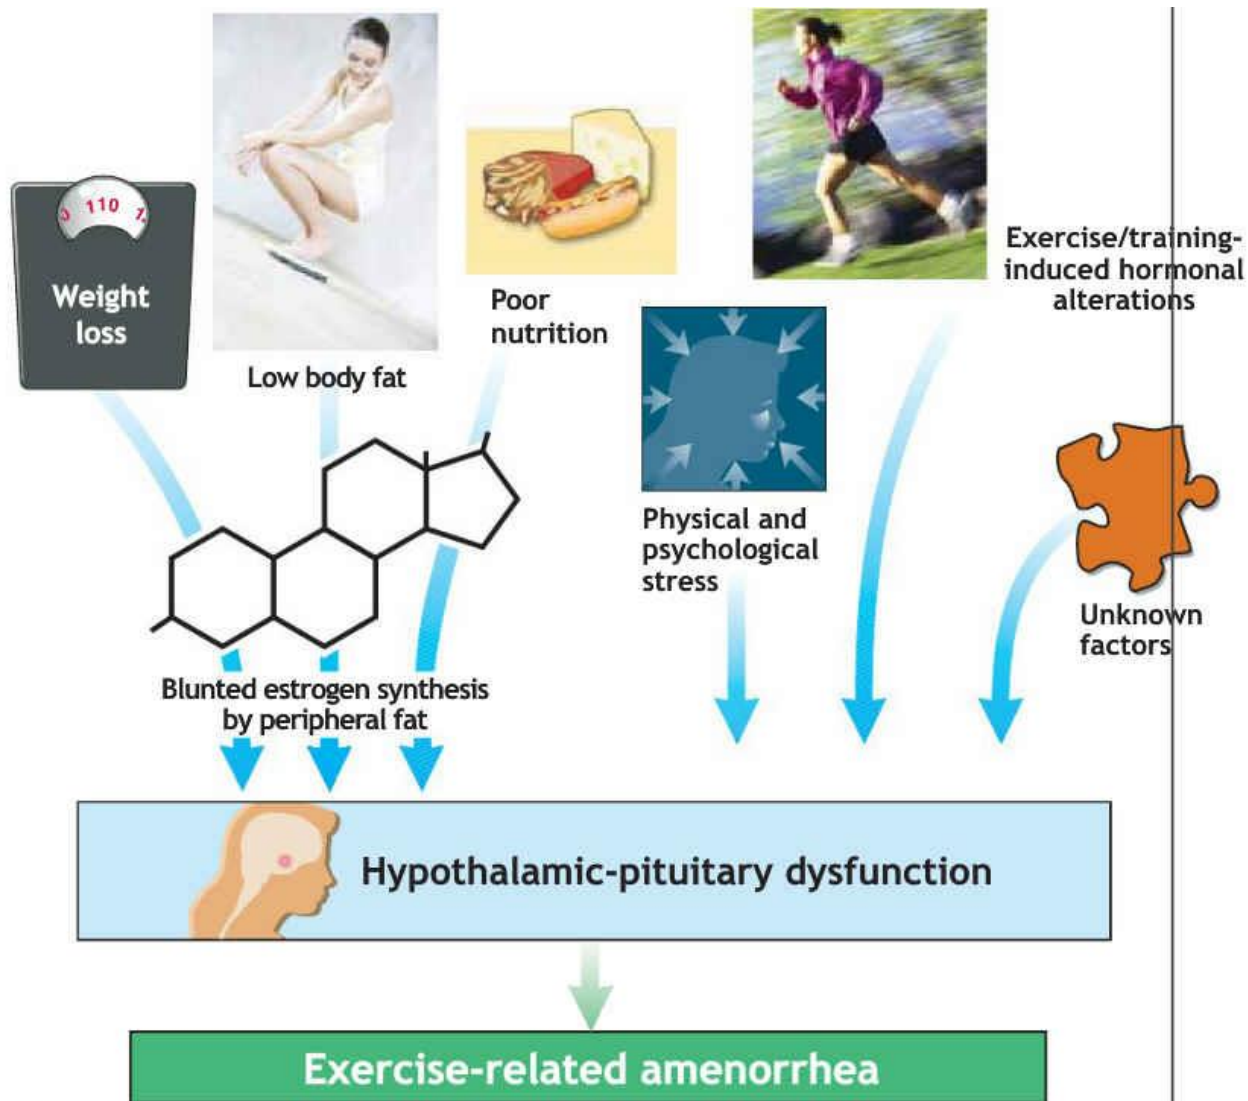 110
Weight
loss
Low body fat
Poor
nutrition
Exercise/training-
induced hormonal
alterations
Physical and
psychological
stress
Unknown
factors
Blunted estrogen synthesis
by peripheral fat
Hypothalamic-pituitary dysfunction
Exercise-related amenorrhea